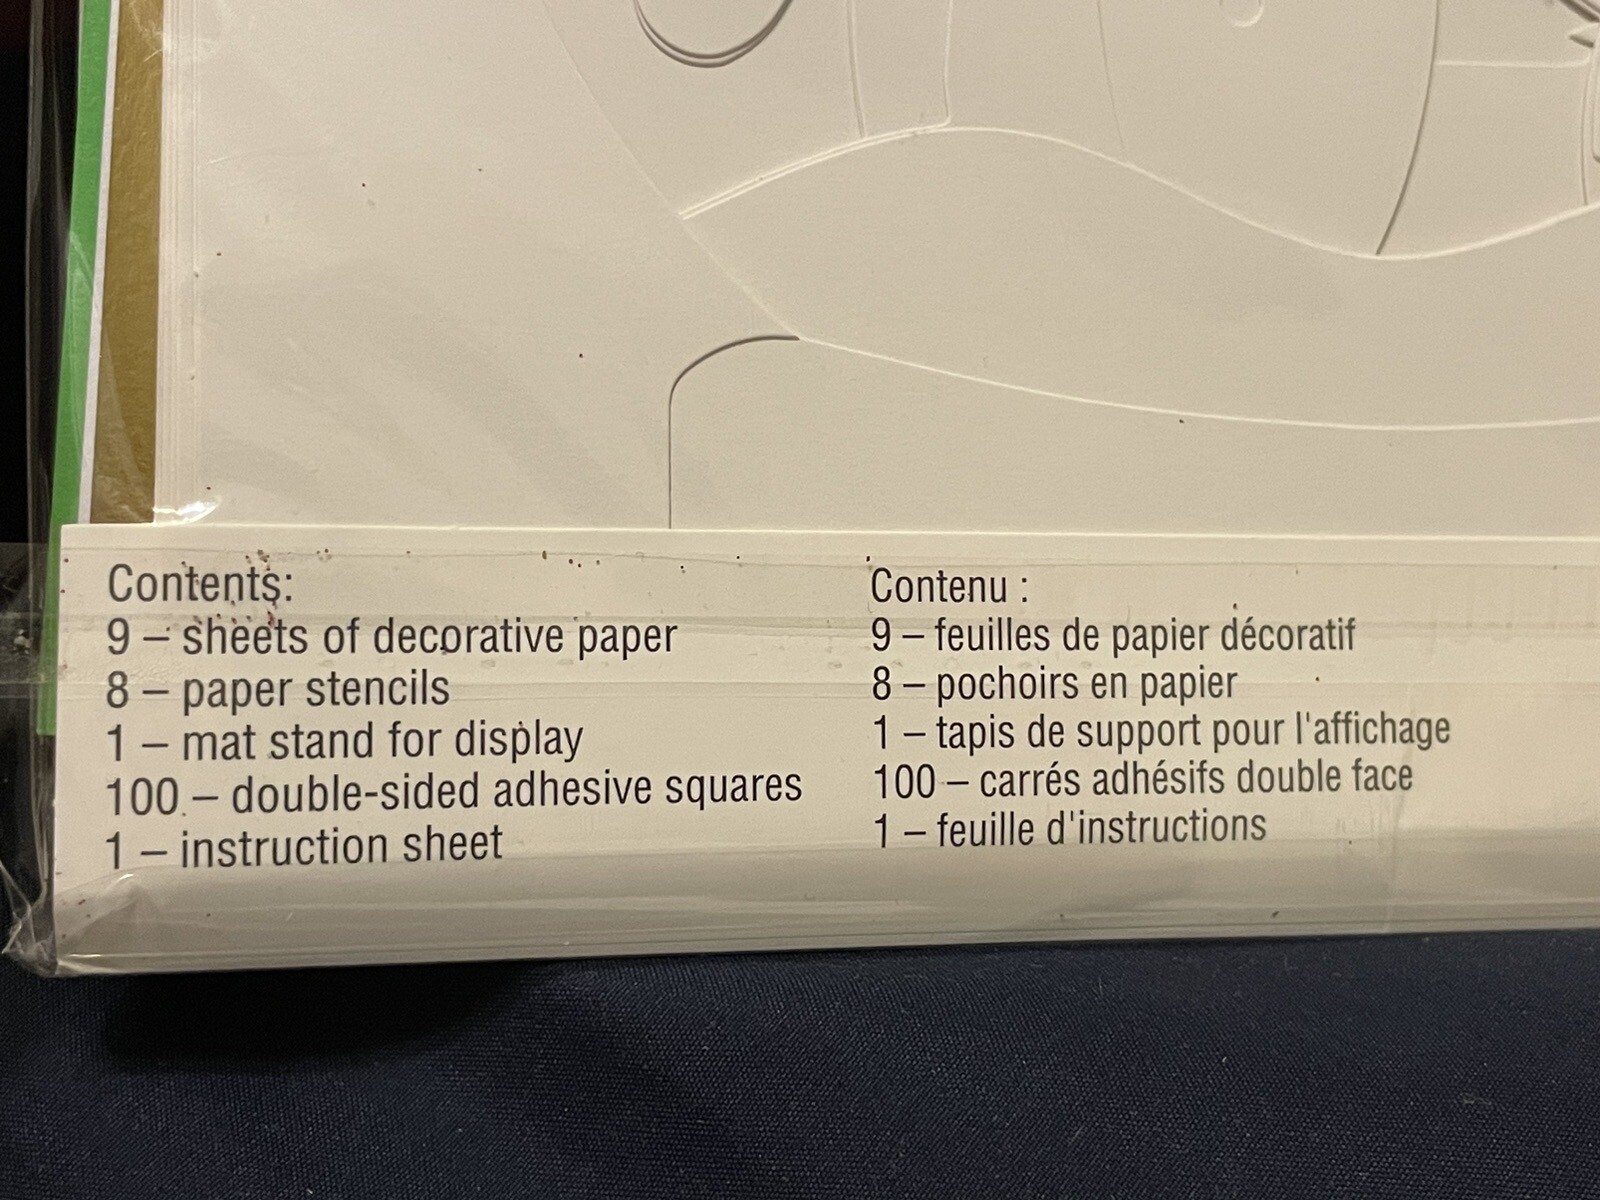 Contents:
9 – sheets of decorative paper
8 – paper stencils
1 – mat stand for display
100 – double-sided adhesive squares
1 – instruction sheet
Contenu :
9 – feuilles de papier décoratif
8 – pochoirs en papier
1 – tapis de support pour l'affichage
100 – carrés adhésifs double face
1 – feuille d'instructions